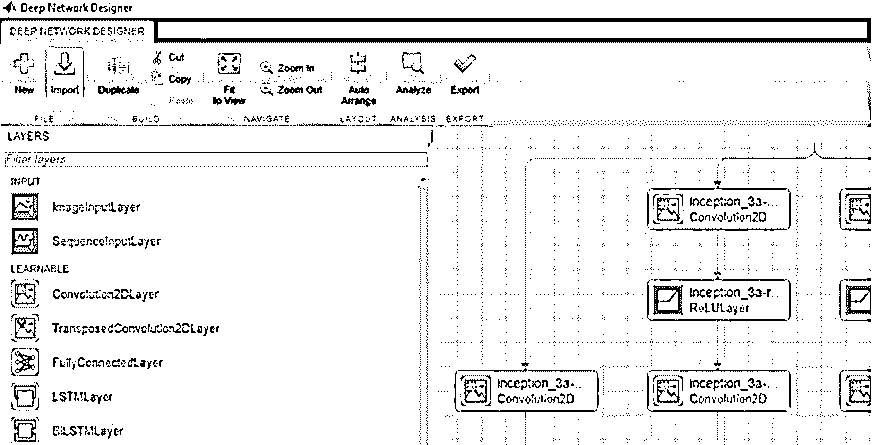 Deep Network Designer
DEEP NETWORK DESIGNER
New
Import
Duplicate
Cut
Copy
Paste
Fit
to View
Zoom In
Zoom Out
Auto
Arrange
Analyze
Export
FILE
BUILD
NAVIGATE
LAYOUT
ANALYSIS
EXPORT
LAYERS
Filter layers
INPUT
ImageInputLayer
SequenceInputLayer
LEARNABLE
Convolution2DLayer
TransposedConvolution2DLayer
FullyConnectedLayer
LSTMLayer
BiLSTMLayer
inception_3a-...
Convolution2D
inception_3a-r...
ReLULayer
inception_3a-...
Convolution2D
inception_3a-...
Convolution2D